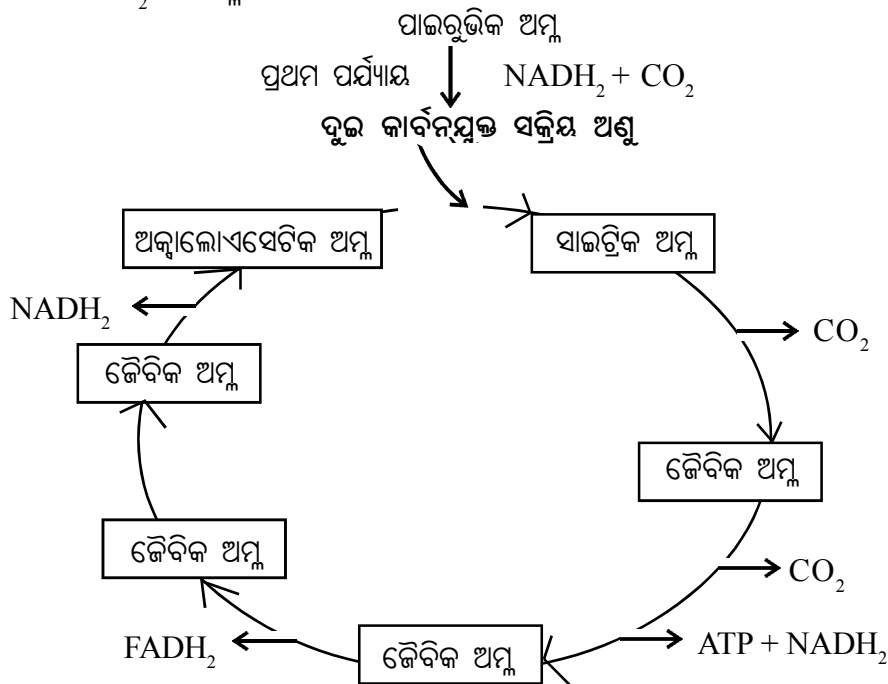 ପାଇରୁଭିକ ଅମ୍ଳ
ପ୍ରଥମ ପର୍ଯ୍ୟାୟ NADH₂ + CO₂
ଦୁଇ କାର୍ବନ୍‌ଯୁକ୍ତ ସକ୍ରିୟ ଅଣୁ
ଅକ୍ସାଲୋଏସେଟିକ ଅମ୍ଳ ସାଇଟ୍ରିକ ଅମ୍ଳ
NADH₂ CO₂
ଜୈବିକ ଅମ୍ଳ
ଜୈବିକ ଅମ୍ଳ
ଜୈବିକ ଅମ୍ଳ CO₂
FADH₂ ଜୈବିକ ଅମ୍ଳ ATP + NADH₂